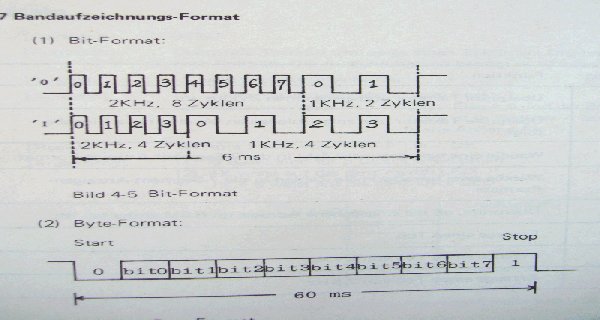 7 Bandaufzeichnungs-Format
(1) Bit-Format:
'0' 0 1 2 3 4 5 6 7 0 1
2KHz, 8 Zyklen 1KHz, 2 Zyklen
'1' 0 1 2 3 0 1 2 3
2KHz, 4 Zyklen 1KHz, 4 Zyklen
6 ms
Bild 4-5 Bit-Format
(2) Byte-Format:
Start Stop
0 bit0 bit1 bit2 bit3 bit4 bit5 bit6 bit7 1
60 ms